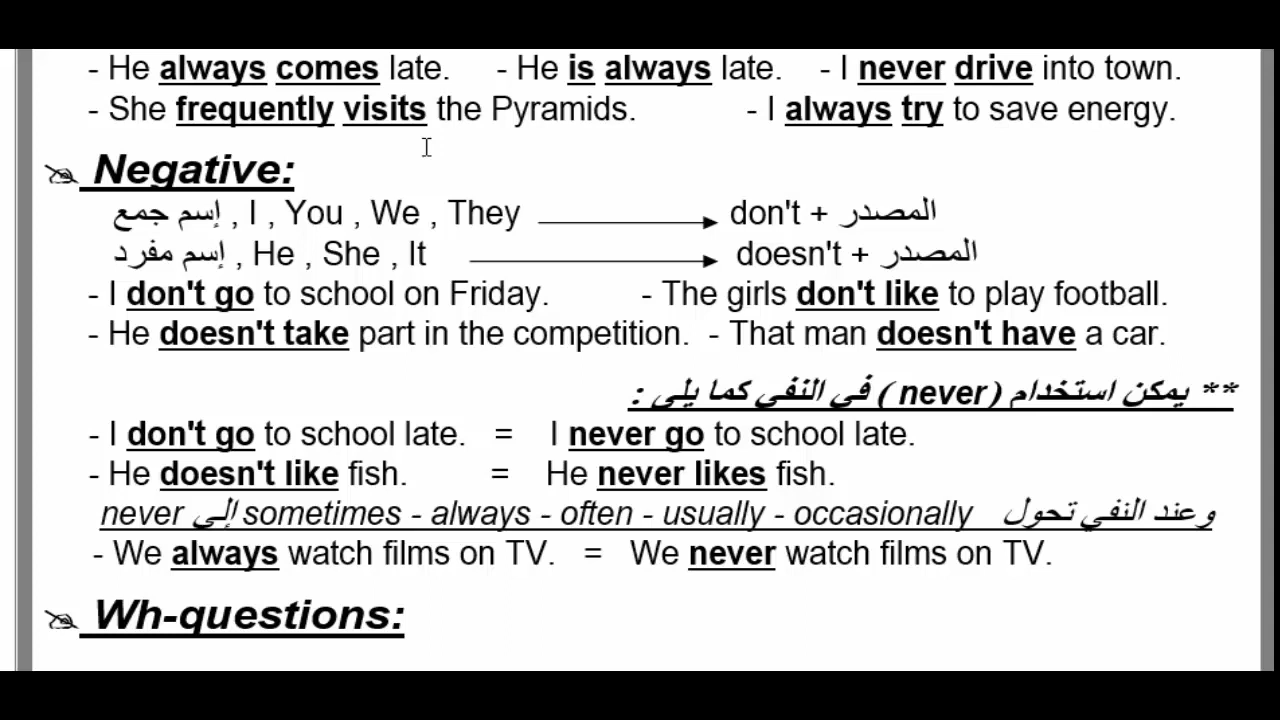 - He always comes late. - He is always late. - I never drive into town.
- She frequently visits the Pyramids. - I always try to save energy.
Negative:
إسم جمع , I , You , We , They don't + المصدر
إسم مفرد , He , She , It doesn't + المصدر
- I don't go to school on Friday. - The girls don't like to play football.
- He doesn't take part in the competition. - That man doesn't have a car.
** يمكن استخدام ( never ) في النفي كما يلى :
- I don't go to school late. = I never go to school late.
- He doesn't like fish. = He never likes fish.
وعند النفي تحول sometimes - always - often - usually - occasionally إلى never
- We always watch films on TV. = We never watch films on TV.
Wh-questions: